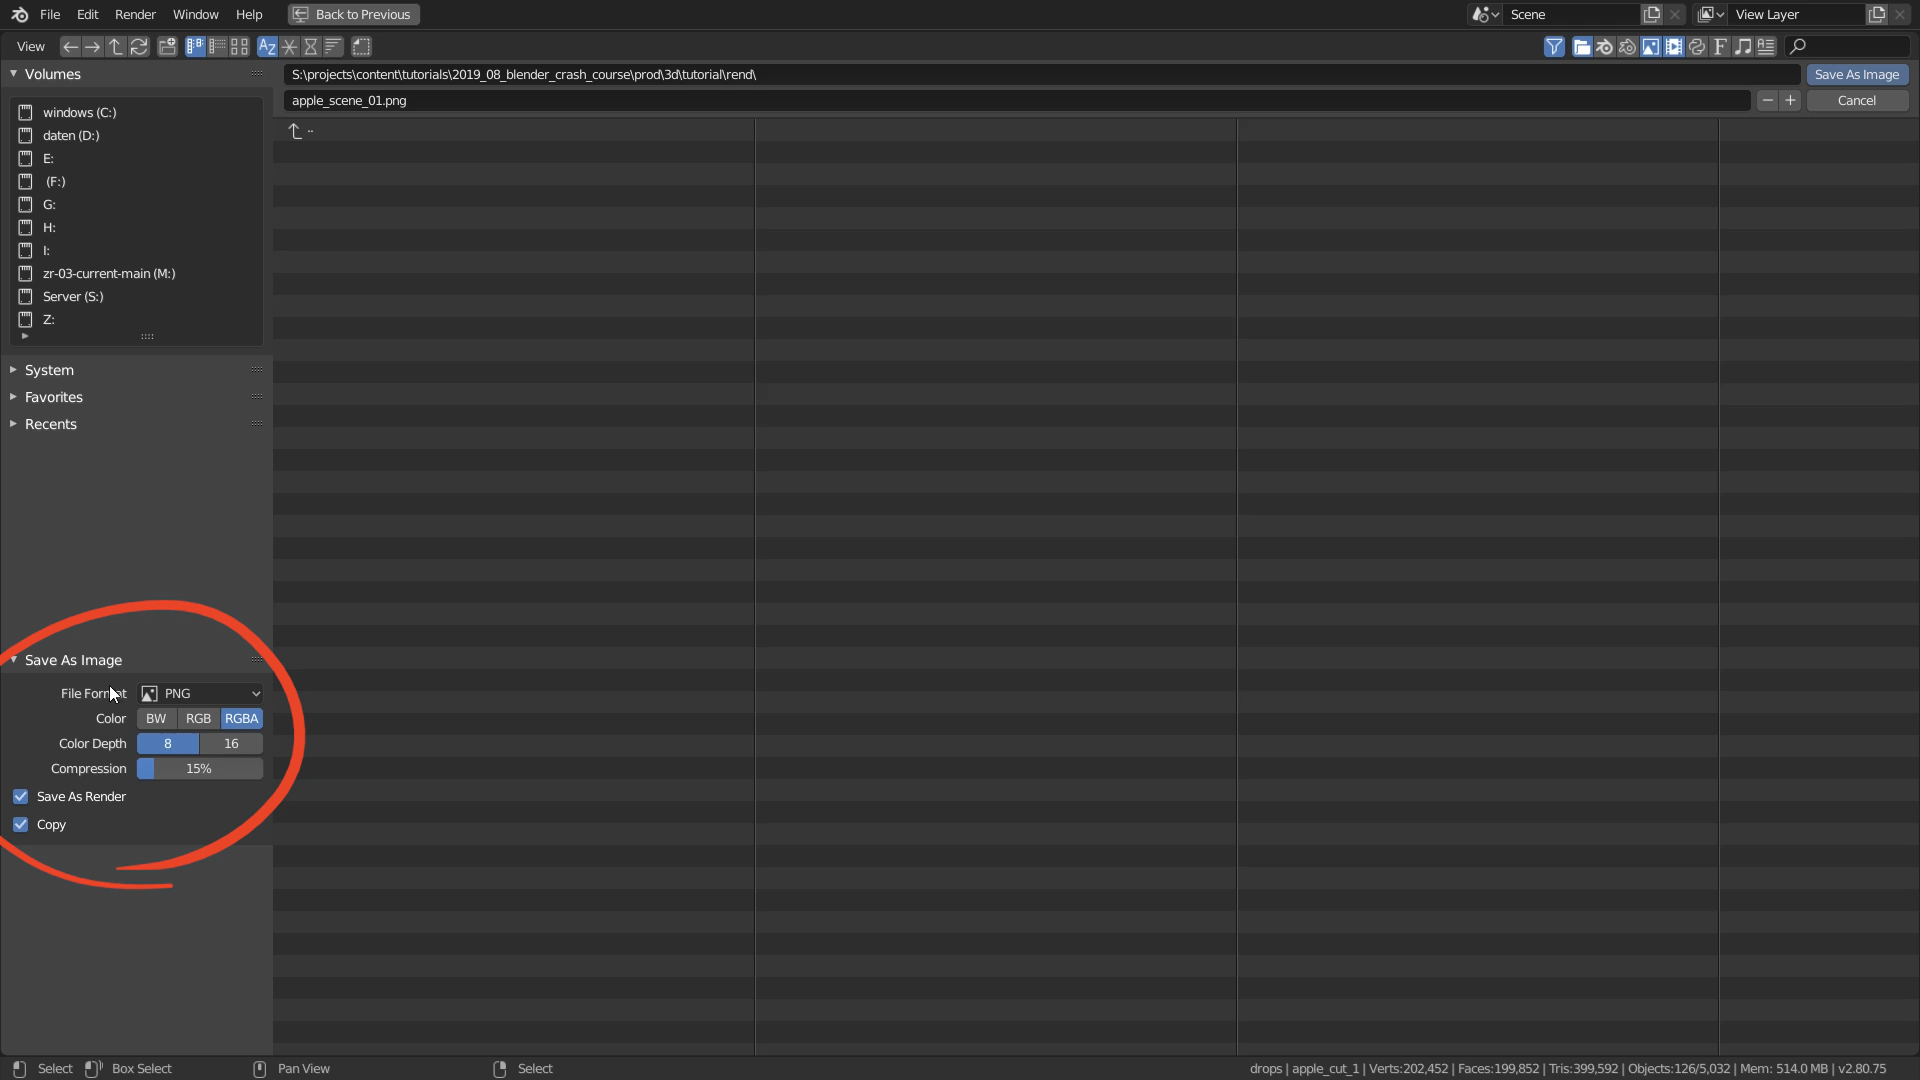 File Edit Render Window Help Back to Previous Scene View Layer
View
Volumes
S:\projects\content\tutorials\2019_08_blender_crash_course\prod\3d\tutorial\rend\ Save As Image
apple_scene_01.png Cancel
..
windows (C:)
daten (D:)
E:
(F:)
G:
H:
I:
zr-03-current-main (M:)
Server (S:)
Z:
System
Favorites
Recents
Save As Image
File Format PNG
Color BW RGB RGBA
Color Depth 8 16
Compression 15%
Save As Render
Copy
Select Box Select Pan View Select drops | apple_cut_1 | Verts:202,452 | Faces:199,852 | Tris:399,592 | Objects:126/5,032 | Mem: 514.0 MB | v2.80.75